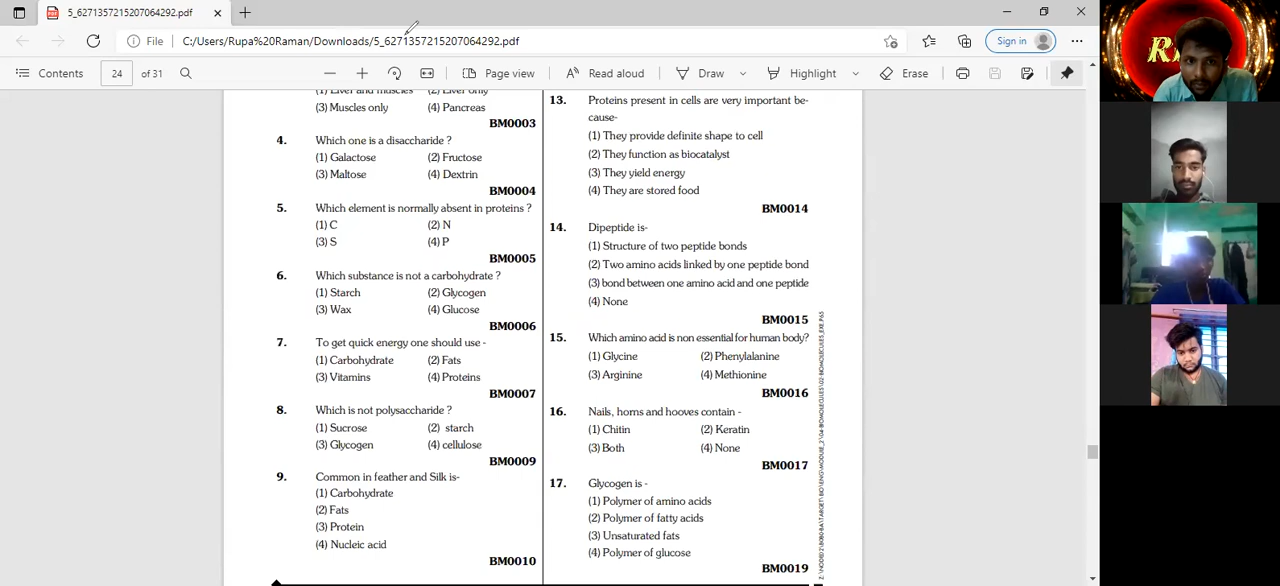 5_6271357215207064292.pdf
File
C:/Users/Rupa%20Raman/Downloads/5_6271357215207064292.pdf
Sign in
Contents
24 of 31
Page view
Read aloud
Draw
Highlight
Erase
(1) Liver and muscles (2) Liver only
(3) Muscles only (4) Pancreas
BM0003
4. Which one is a disaccharide ?
(1) Galactose (2) Fructose
(3) Maltose (4) Dextrin
BM0004
5. Which element is normally absent in proteins ?
(1) C (2) N
(3) S (4) P
BM0005
6. Which substance is not a carbohydrate ?
(1) Starch (2) Glycogen
(3) Wax (4) Glucose
BM0006
7. To get quick energy one should use -
(1) Carbohydrate (2) Fats
(3) Vitamins (4) Proteins
BM0007
8. Which is not polysaccharide ?
(1) Sucrose (2) starch
(3) Glycogen (4) cellulose
BM0009
9. Common in feather and Silk is-
(1) Carbohydrate
(2) Fats
(3) Protein
(4) Nucleic acid
BM0010
13. Proteins present in cells are very important be-
cause-
(1) They provide definite shape to cell
(2) They function as biocatalyst
(3) They yield energy
(4) They are stored food
BM0014
14. Dipeptide is-
(1) Structure of two peptide bonds
(2) Two amino acids linked by one peptide bond
(3) bond between one amino acid and one peptide
(4) None
BM0015
15. Which amino acid is non essential for human body?
(1) Glycine (2) Phenylalanine
(3) Arginine (4) Methionine
BM0016
16. Nails, horns and hooves contain -
(1) Chitin (2) Keratin
(3) Both (4) None
BM0017
17. Glycogen is -
(1) Polymer of amino acids
(2) Polymer of fatty acids
(3) Unsaturated fats
(4) Polymer of glucose
BM0019